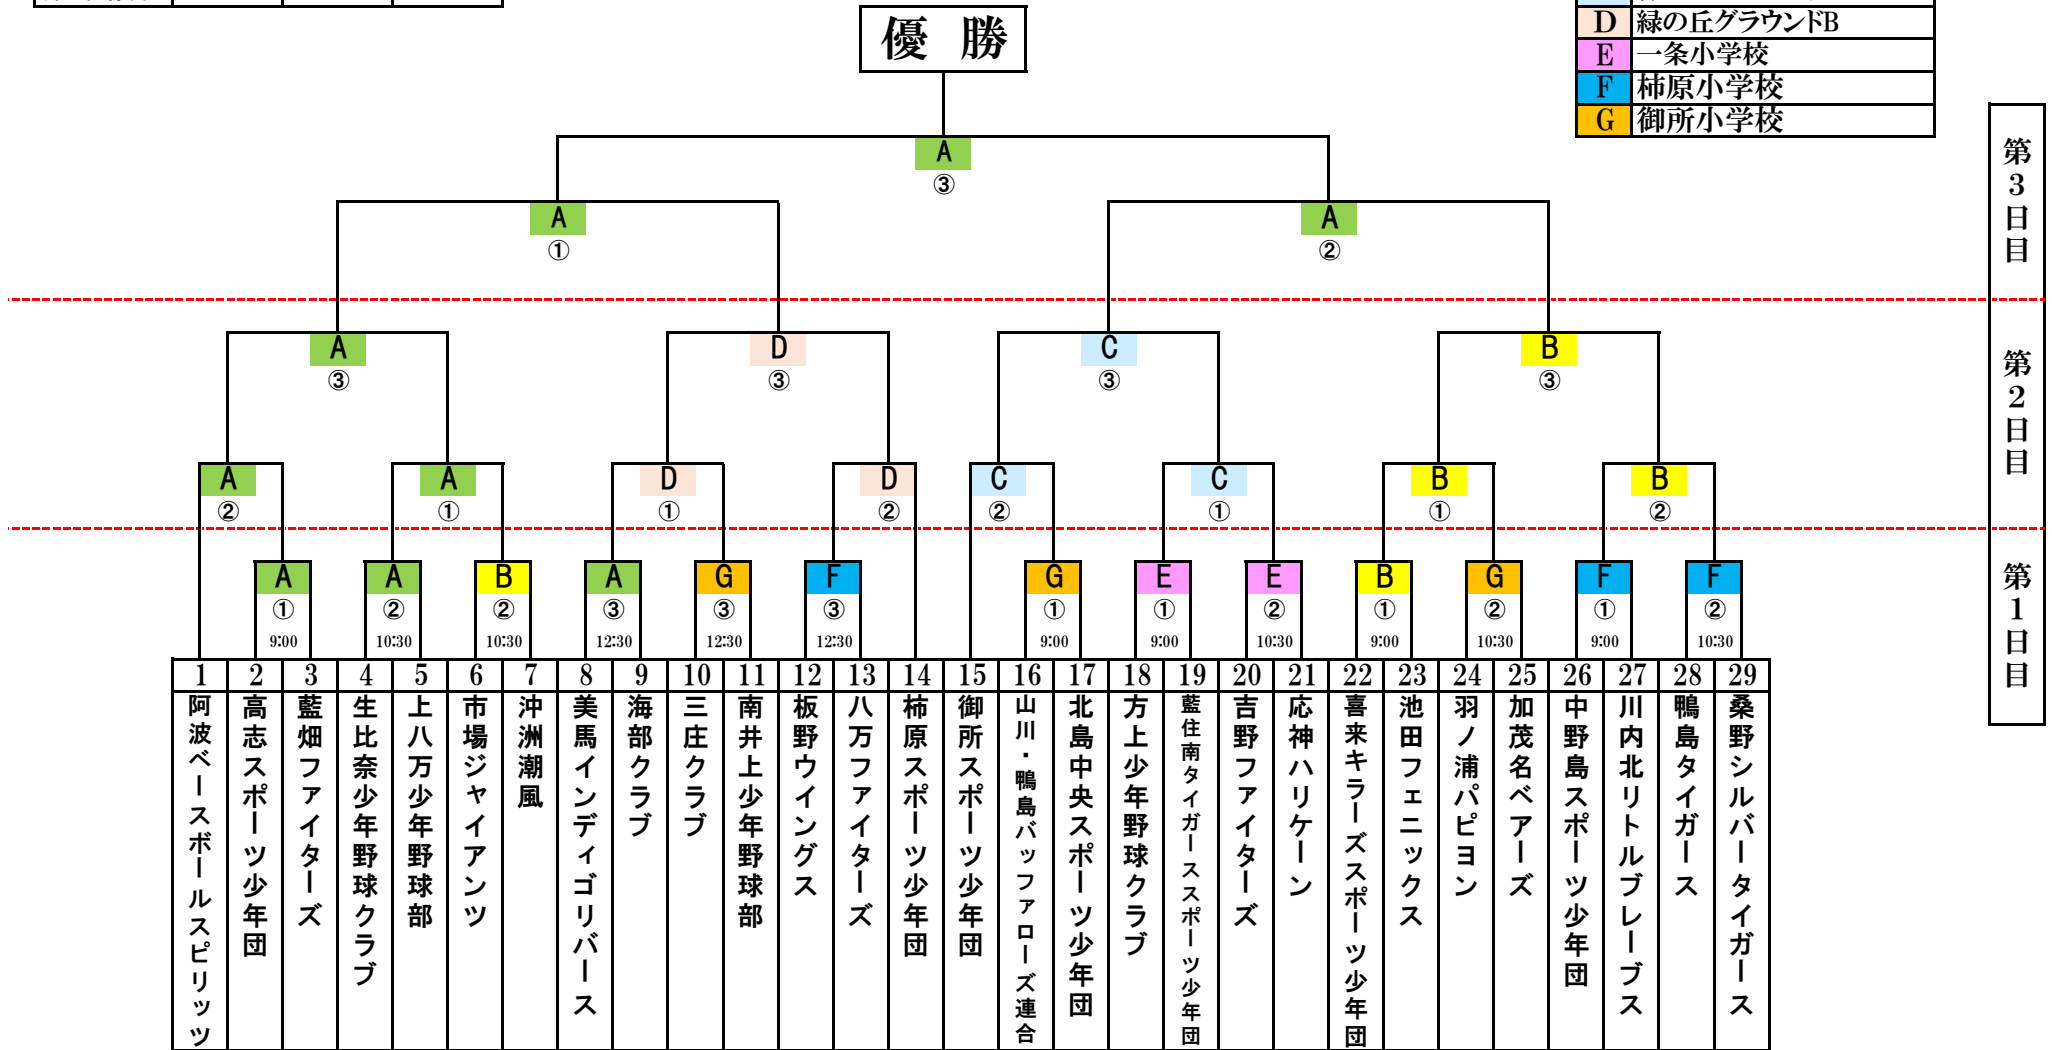 優 勝
D 緑の丘グラウンドB
E 一条小学校
F 柿原小学校
G 御所小学校
第3日目
A
③
A A
① ②
第2日目
A D C B
③ ③ ③ ③
A A D D C C B B
② ① ① ② ② ① ① ②
第1日目
A A B A G F G E E B G F F
① ② ② ③ ③ ③ ① ① ② ① ② ① ②
9:00 10:30 10:30 12:30 12:30 12:30 9:00 9:00 10:30 9:00 10:30 9:00 10:30
1 阿波ベースボールスピリッツ
2 高志スポーツ少年団
3 藍畑ファイターズ
4 生比奈少年野球クラブ
5 上八万少年野球部
6 市場ジャイアンツ
7 沖洲潮風
8 美馬インディゴリバース
9 海部クラブ
10 三庄クラブ
11 南井上少年野球部
12 板野ウイングス
13 八万ファイターズ
14 柿原スポーツ少年団
15 御所スポーツ少年団
16 山川・鴨島バッファローズ連合
17 北島中央スポーツ少年団
18 方上少年野球クラブ
19 藍住南タイガーススポーツ少年団
20 吉野ファイターズ
21 応神ハリケーン
22 喜来キラーズスポーツ少年団
23 池田フェニックス
24 羽ノ浦パピヨン
25 加茂名ベアーズ
26 中野島スポーツ少年団
27 川内北リトルブレーブス
28 鴨島タイガース
29 桑野シルバータイガース